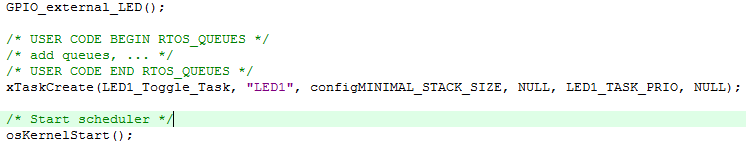 GPIO_external_LED();
/* USER CODE BEGIN RTOS_QUEUES */
/* add queues, ... */
/* USER CODE END RTOS_QUEUES */
xTaskCreate(LED1_Toggle_Task, "LED1", configMINIMAL_STACK_SIZE, NULL, LED1_TASK_PRIO, NULL);
/* Start scheduler */
osKernelStart();